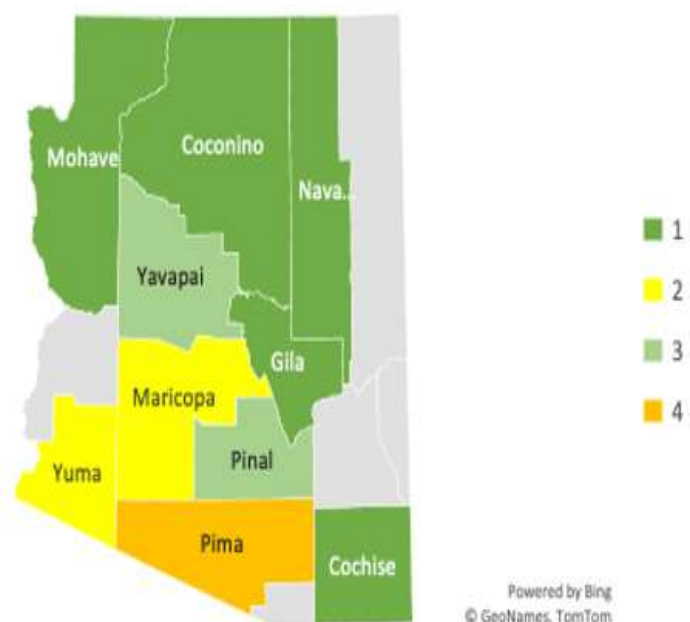 Mohave
Coconino
Nava...
Yavapai
Gila
Maricopa
Pinal
Yuma
Pima
Cochise
1
2
3
4
Powered by Bing
© GeoNames, TomTom